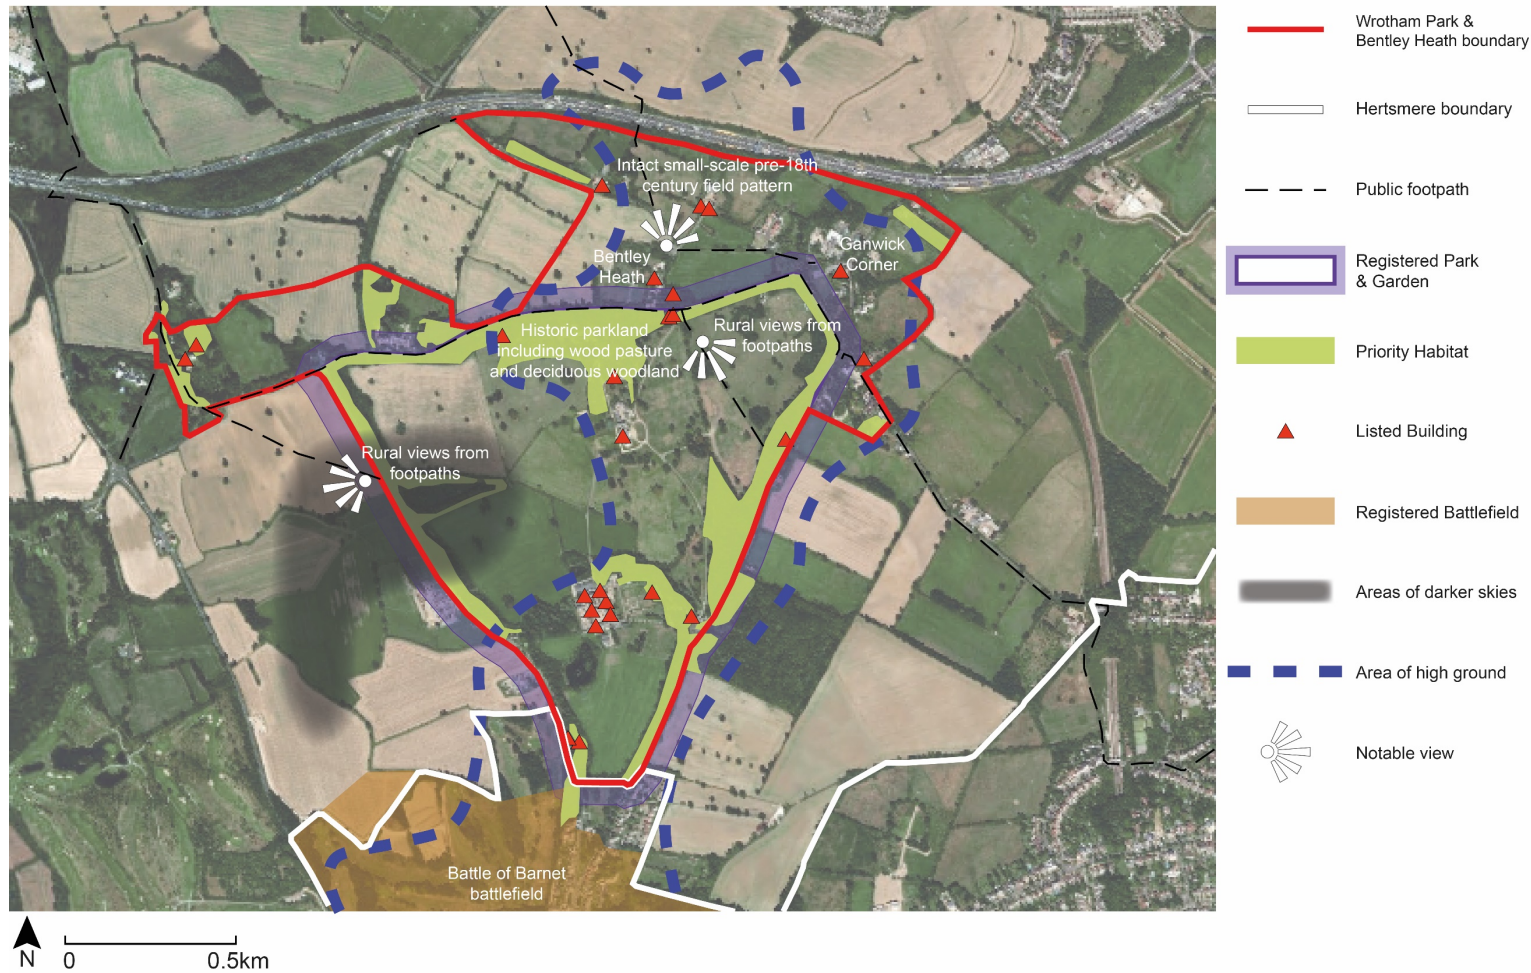 Intact small-scale pre-18th
century field pattern
Bentley
Heath
Ganwick
Corner
Historic parkland
including wood pasture
and deciduous woodland
Rural views from
footpaths
Rural views from
footpaths
Battle of Barnet
battlefield
Wrotham Park &
Bentley Heath boundary
Hertsmere boundary
Public footpath
Registered Park
& Garden
Priority Habitat
Listed Building
Registered Battlefield
Areas of darker skies
Area of high ground
Notable view
N
0
0.5km